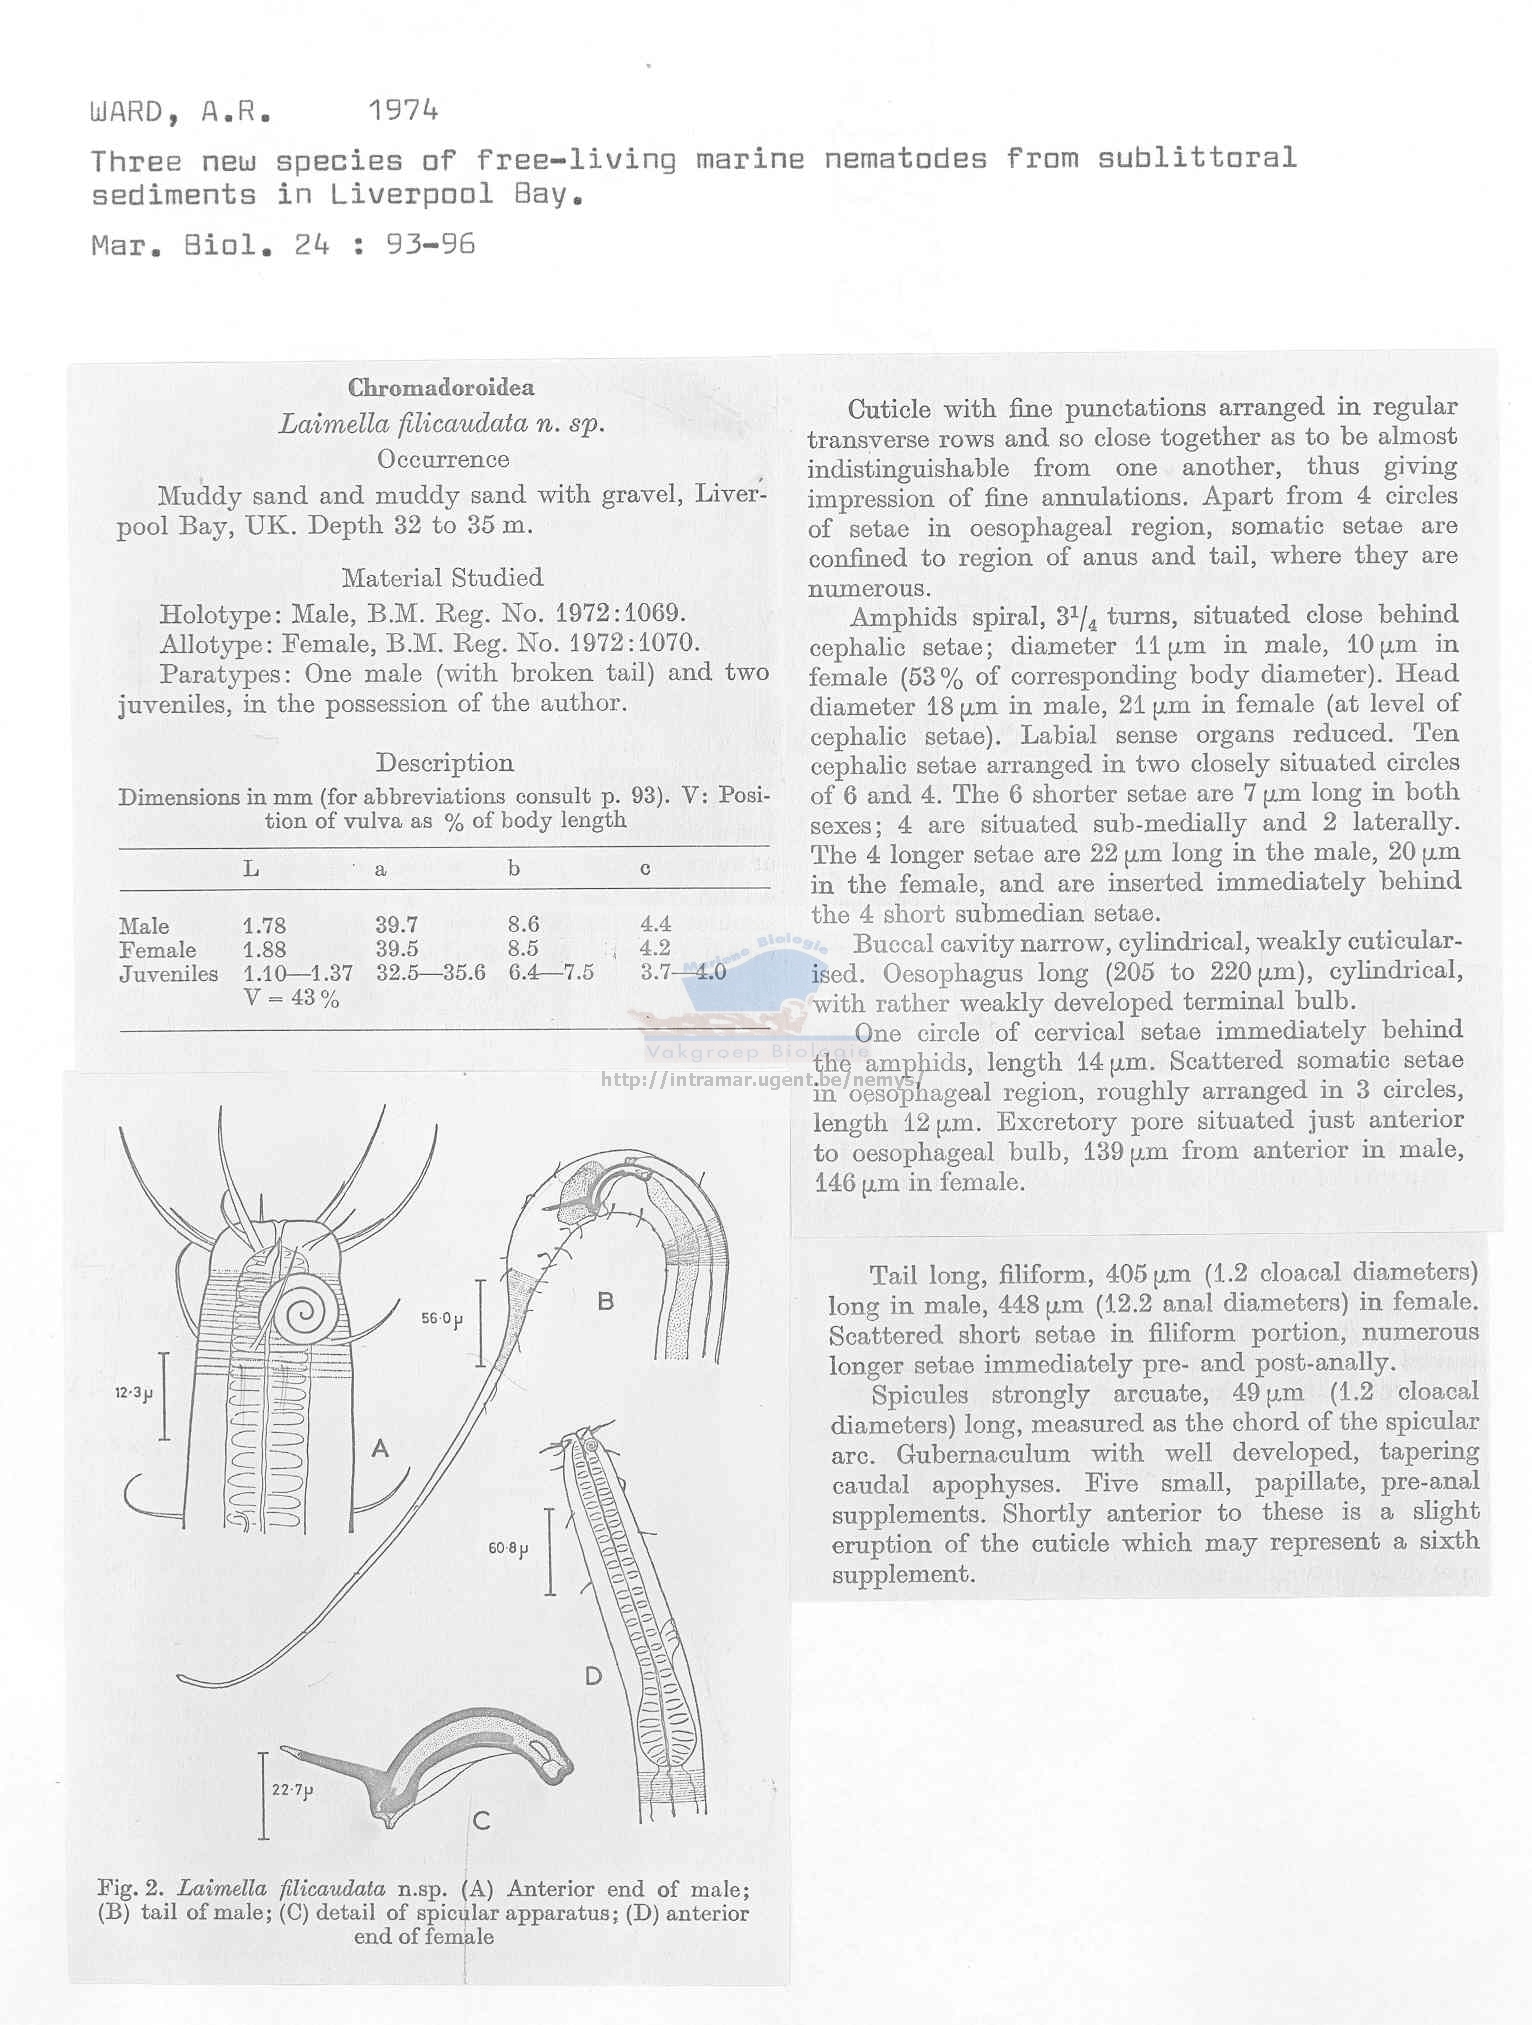 WARD, A.R. 1974
Three new species of free-living marine nematodes from sublittoral
sediments in Liverpool Bay.
Mar. Biol. 24 : 93-96
Chromadoroidea
Laimella filicaudata n. sp.
Occurrence
Muddy sand and muddy sand with gravel, Liver-
pool Bay, UK. Depth 32 to 35 m.
Material Studied
Holotype: Male, B.M. Reg. No. 1972:1069.
Allotype: Female, B.M. Reg. No. 1972:1070.
Paratypes: One male (with broken tail) and two
juveniles, in the possession of the author.
Description
Dimensions in mm (for abbreviations consult p. 93). V: Posi-
tion of vulva as % of body length
L a b c
Male 1.78 39.7 8.6 4.4
Female 1.88 39.5 8.5 4.2
Juveniles 1.10—1.37 32.5—35.6 6.4—7.5 3.7—4.0
V = 43 %
Cuticle with fine punctations arranged in regular
transverse rows and so close together as to be almost
indistinguishable from one another, thus giving
impression of fine annulations. Apart from 4 circles
of setae in oesophageal region, somatic setae are
confined to region of anus and tail, where they are
numerous.
Amphids spiral, 3¹/₄ turns, situated close behind
cephalic setae; diameter 11 μm in male, 10 μm in
female (53 % of corresponding body diameter). Head
diameter 18 μm in male, 21 μm in female (at level of
cephalic setae). Labial sense organs reduced. Ten
cephalic setae arranged in two closely situated circles
of 6 and 4. The 6 shorter setae are 7 μm long in both
sexes; 4 are situated sub-medially and 2 laterally.
The 4 longer setae are 22 μm long in the male, 20 μm
in the female, and are inserted immediately behind
the 4 short submedian setae.
Buccal cavity narrow, cylindrical, weakly cuticular-
ised. Oesophagus long (205 to 220 μm), cylindrical,
with rather weakly developed terminal bulb.
One circle of cervical setae immediately behind
the amphids, length 14 μm. Scattered somatic setae
in oesophageal region, roughly arranged in 3 circles,
length 12 μm. Excretory pore situated just anterior
to oesophageal bulb, 139 μm from anterior in male,
146 μm in female.
Tail long, filiform, 405 μm (1.2 cloacal diameters)
long in male, 448 μm (12.2 anal diameters) in female.
Scattered short setae in filiform portion, numerous
longer setae immediately pre- and post-anally.
Spicules strongly arcuate, 49 μm (1.2 cloacal
diameters) long, measured as the chord of the spicular
arc. Gubernaculum with well developed, tapering
caudal apophyses. Five small, papillate, pre-anal
supplements. Shortly anterior to these is a slight
eruption of the cuticle which may represent a sixth
supplement.
Mariene Biologie
Vakgroep Biologie
http://intramar.ugent.be/nemys/
56·0μ
B
12·3μ
A
60·8μ
D
22·7μ
C
Fig. 2. Laimella filicaudata n.sp. (A) Anterior end of male;
(B) tail of male; (C) detail of spicular apparatus; (D) anterior
end of female